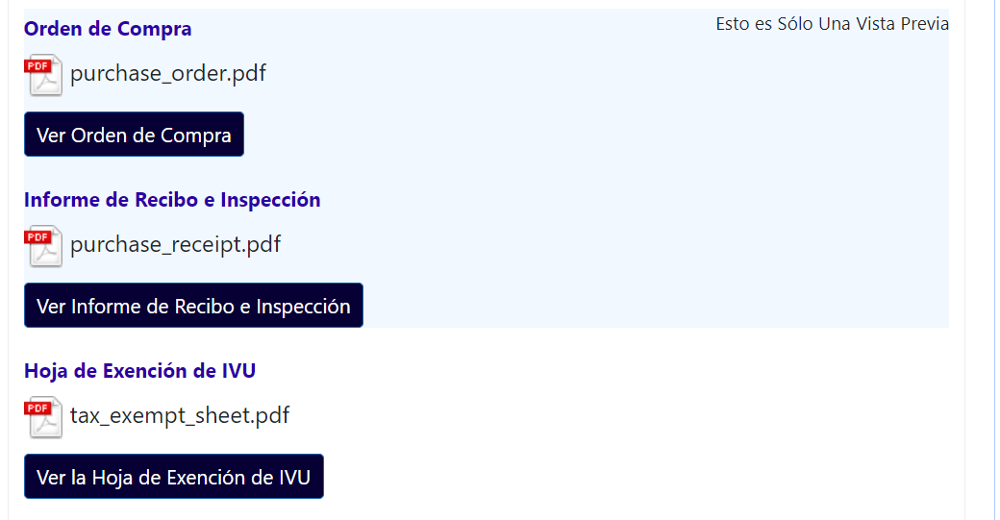 Orden de Compra
Esto es Sólo Una Vista Previa
PDF
purchase_order.pdf
Ver Orden de Compra
Informe de Recibo e Inspección
PDF
purchase_receipt.pdf
Ver Informe de Recibo e Inspección
Hoja de Exención de IVU
PDF
tax_exempt_sheet.pdf
Ver la Hoja de Exención de IVU